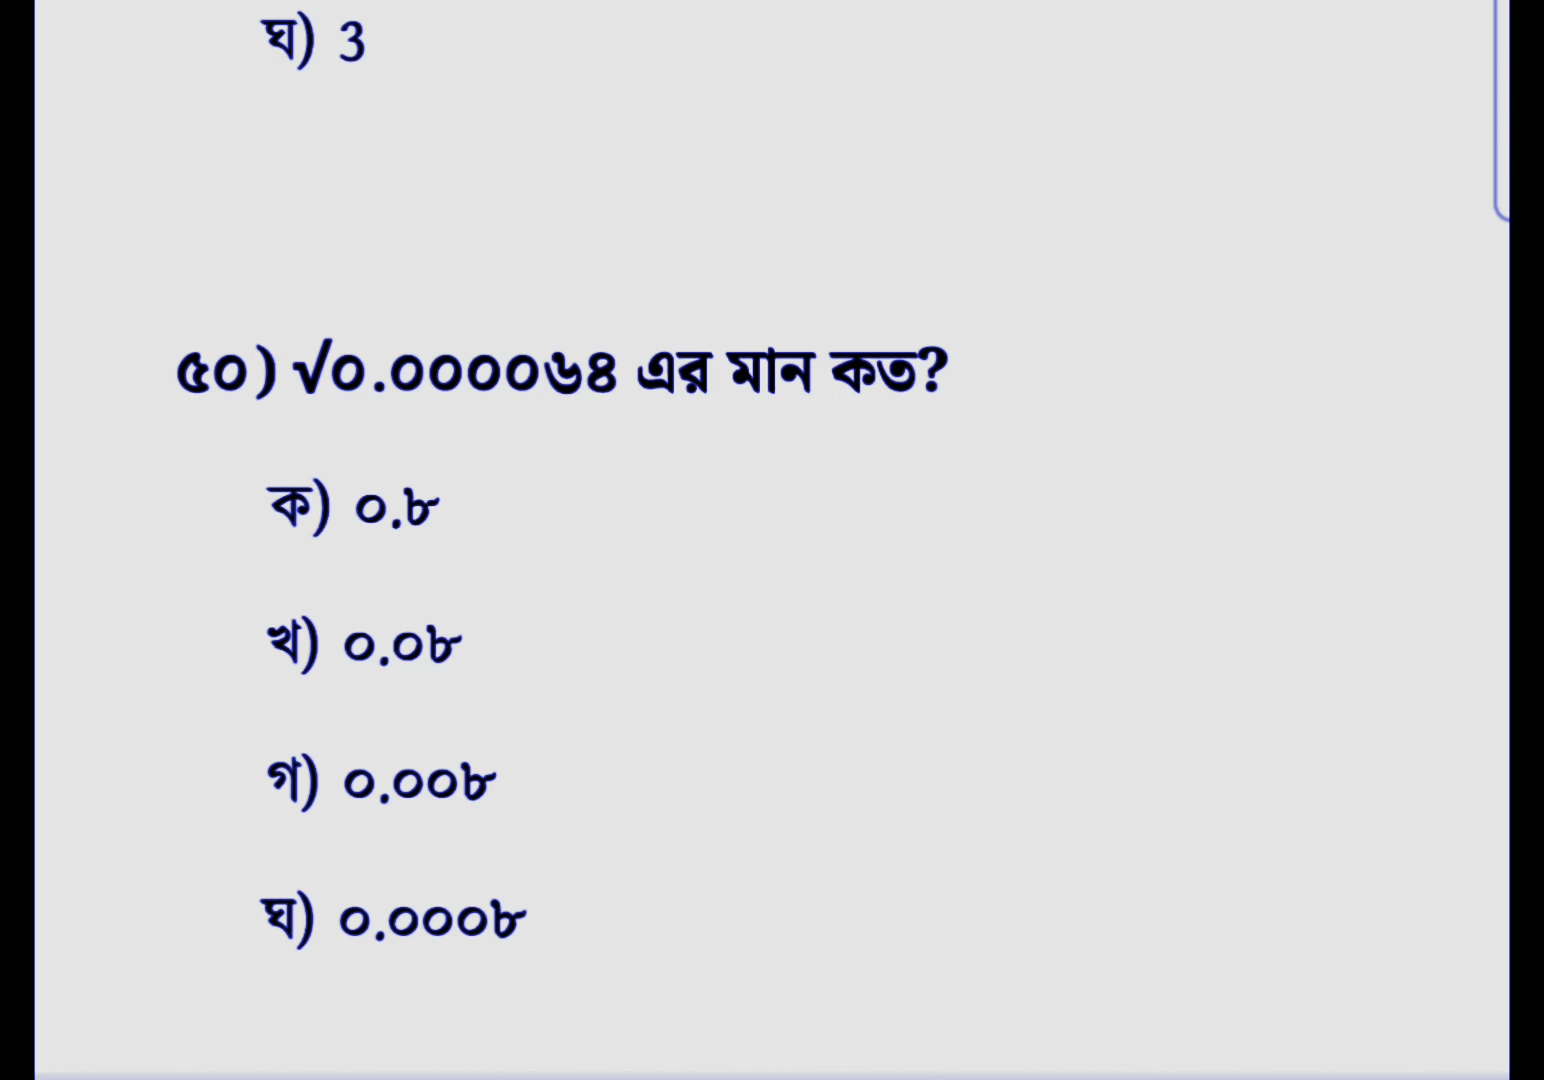 ঘ) 3
৫০) √০.০০০০৬৪ এর মান কত?
ক) ০.৮
খ) ০.০৮
গ) ০.০০৮
ঘ) ০.০০০৮